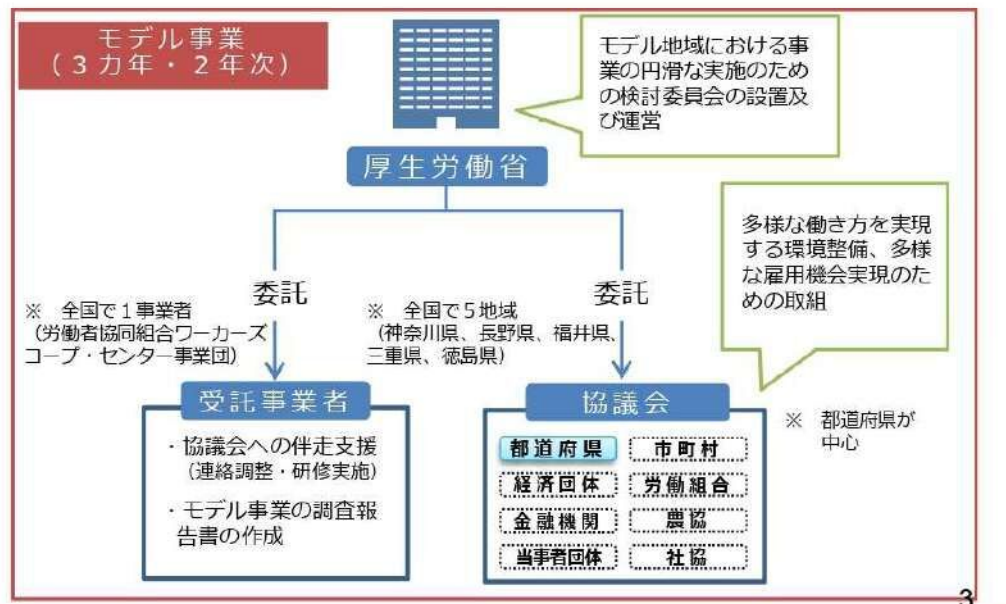 モデル事業
(3カ年・2年次)
モデル地域における事
業の円滑な実施のため
の検討委員会の設置及
び運営
厚生労働省
多様な働き方を実現
する環境整備、多様
な雇用機会実現のた
めの取組
委託
委託
※ 全国で1事業者
(労働者協同組合ワーカーズ
コープ・センター事業団)
※ 全国で5地域
(神奈川県、長野県、福井県、
三重県、徳島県)
受託事業者
・協議会への伴走支援
(連絡調整・研修実施)
・モデル事業の調査報
告書の作成
協議会
都道府県
市町村
経済団体
労働組合
金融機関
農協
当事者団体
社協
※ 都道府県が
中心
3